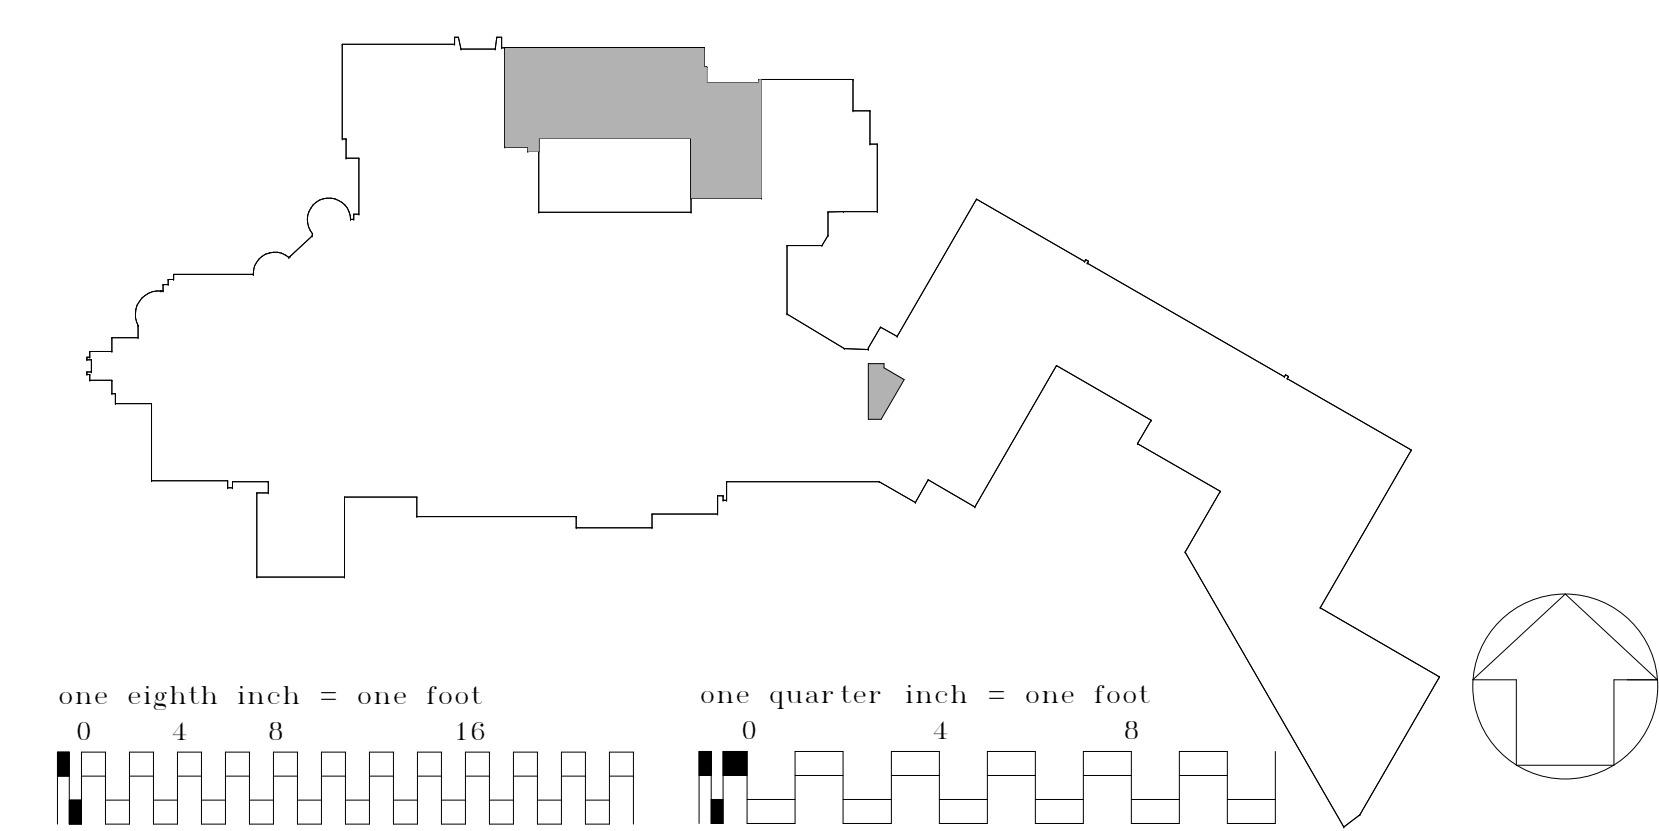 one eighth inch = one foot
0 4 8 16
one quarter inch = one foot
0 4 8